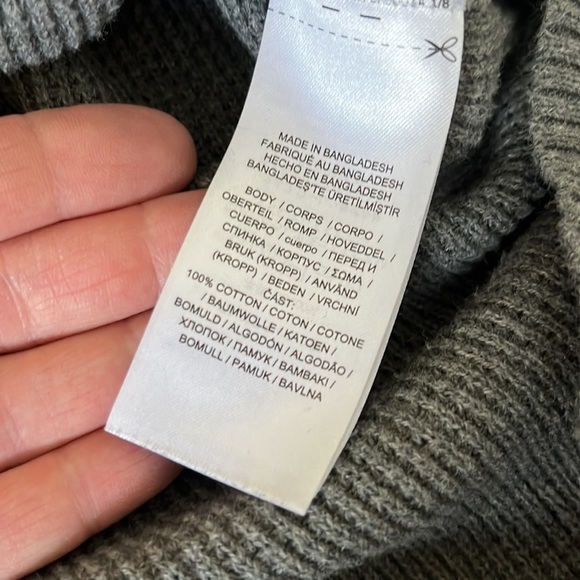 1/8
MADE IN BANGLADESH
FABRIQUÉ AU BANGLADESH
HECHO EN BANGLADESH
BANGLADEŞ'TE ÜRETİLMİŞTİR
BODY / CORPS / CORPO /
OBERTEIL / ROMP / HOVEDDEL /
CUERPO / cuerpo / ПЕРЕД И
СПИНКА / КОРПУС / ΣΩΜΑ /
BRUK (KROPP) / ANVÄND
(KROPP) / BEDEN / VRCHNÍ
ČÁST:
100% COTTON / COTON / COTONE
/ BAUMWOLLE / KATOEN /
BOMULD / ALGODÓN / ALGODÃO /
ХЛОПОК / ПАМУК / ΒΑΜΒΑΚΙ /
BOMULL / PAMUK / BAVLNA